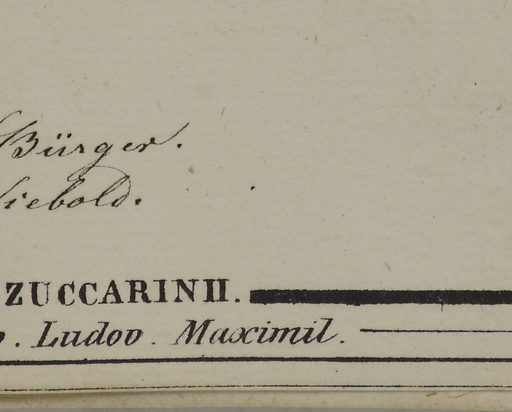 Bürger.
Siebold.
ZUCCARINII.
. Ludov. Maximil.